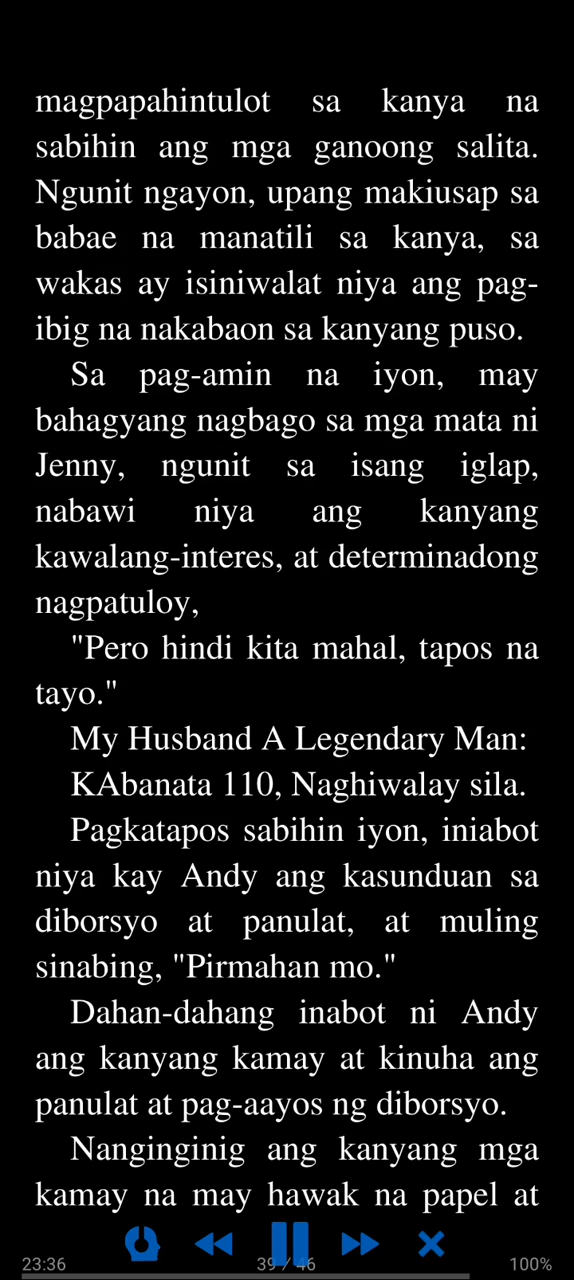 magpapahintulot sa kanya na
sabihin ang mga ganoong salita.
Ngunit ngayon, upang makiusap sa
babae na manatili sa kanya, sa
wakas ay isiniwalat niya ang pag-
ibig na nakabaon sa kanyang puso.
Sa pag-amin na iyon, may
bahagyang nagbago sa mga mata ni
Jenny, ngunit sa isang iglap,
nabawi niya ang kanyang
kawalang-interes, at determinadong
nagpatuloy,
"Pero hindi kita mahal, tapos na
tayo."
My Husband A Legendary Man:
KAbanata 110, Naghiwalay sila.
Pagkatapos sabihin iyon, iniabot
niya kay Andy ang kasunduan sa
diborsyo at panulat, at muling
sinabing, "Pirmahan mo."
Dahan-dahang inabot ni Andy
ang kanyang kamay at kinuha ang
panulat at pag-aayos ng diborsyo.
Nanginginig ang kanyang mga
kamay na may hawak na papel at
23:36 39 / 46 100%